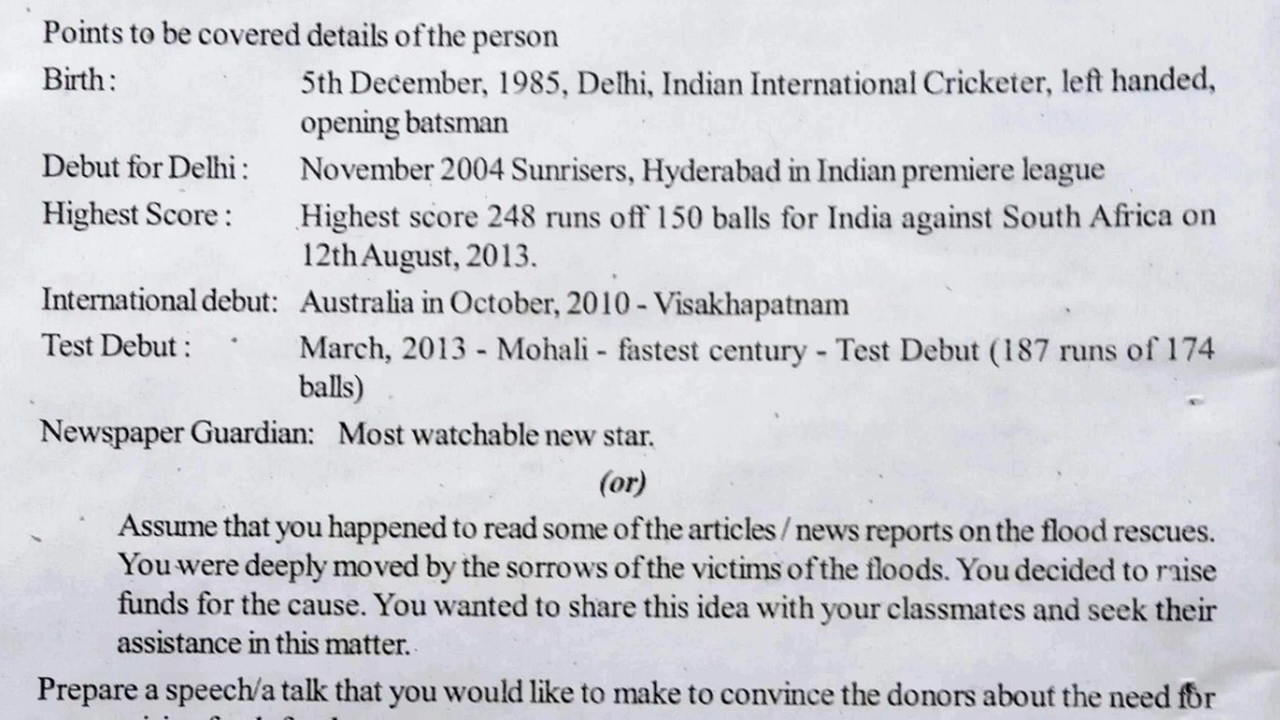 Points to be covered details of the person
Birth : 5th December, 1985, Delhi, Indian International Cricketer, left handed,
opening batsman
Debut for Delhi : November 2004 Sunrisers, Hyderabad in Indian premiere league
Highest Score : Highest score 248 runs off 150 balls for India against South Africa on
12th August, 2013.
International debut: Australia in October, 2010 - Visakhapatnam
Test Debut : March, 2013 - Mohali - fastest century - Test Debut (187 runs of 174
balls)
Newspaper Guardian: Most watchable new star.
(or)
Assume that you happened to read some of the articles / news reports on the flood rescues.
You were deeply moved by the sorrows of the victims of the floods. You decided to raise
funds for the cause. You wanted to share this idea with your classmates and seek their
assistance in this matter.
Prepare a speech/a talk that you would like to make to convince the donors about the need for